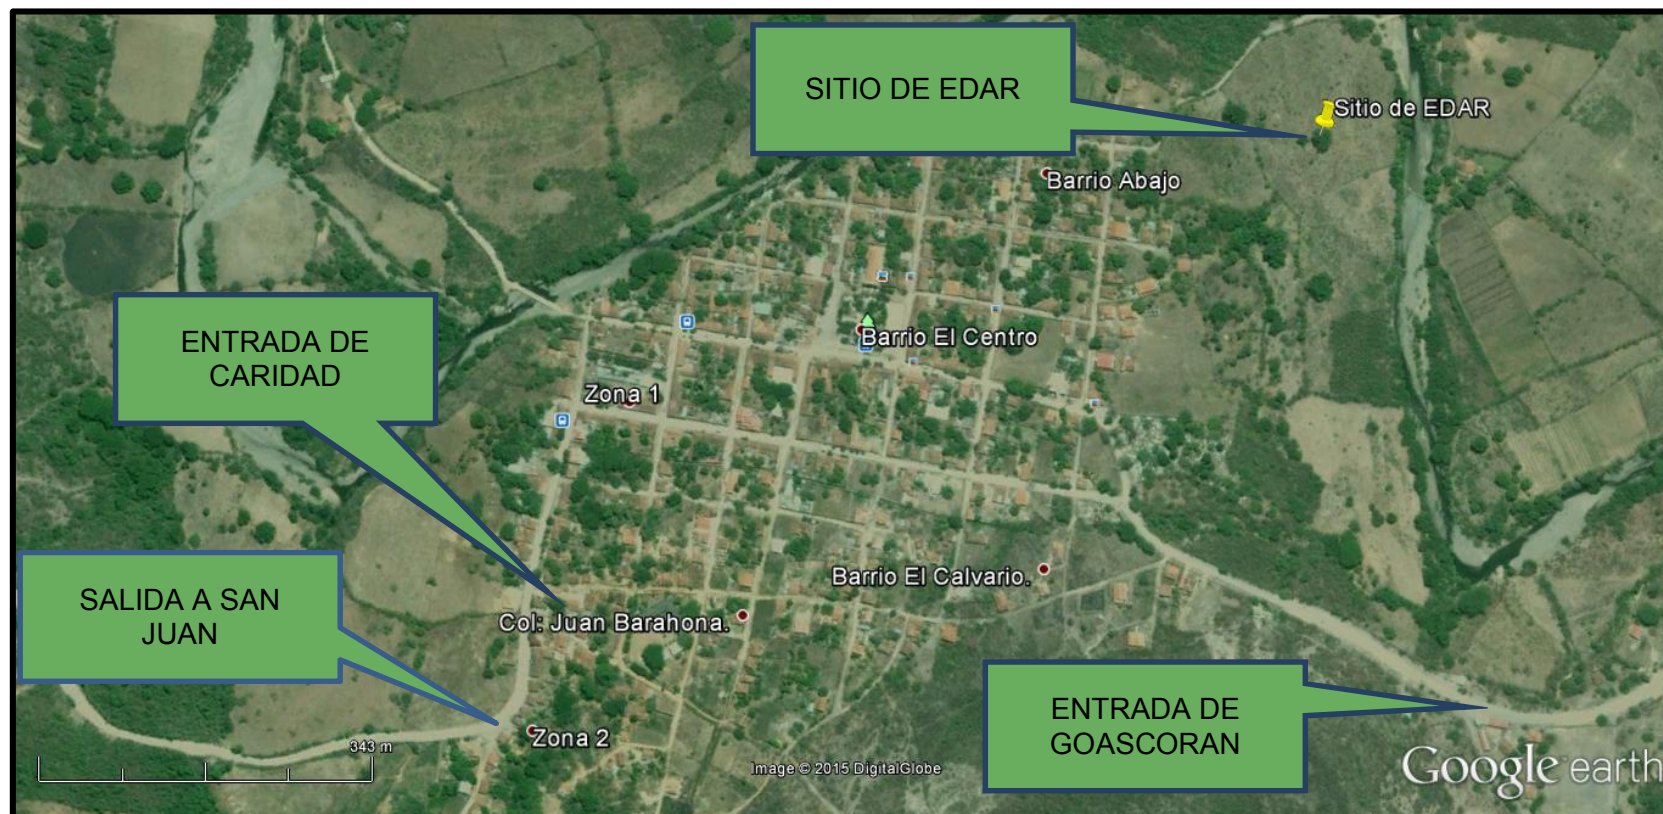 SITIO DE EDAR
Sitio de EDAR
Barrio Abajo
ENTRADA DE
CARIDAD
Barrio El Centro
Zona 1
SALIDA A SAN
JUAN
Barrio El Calvario.
Col: Juan Barahona.
ENTRADA DE
GOASCORAN
Zona 2
343 m
Image © 2015 DigitalGlobe
Google earth